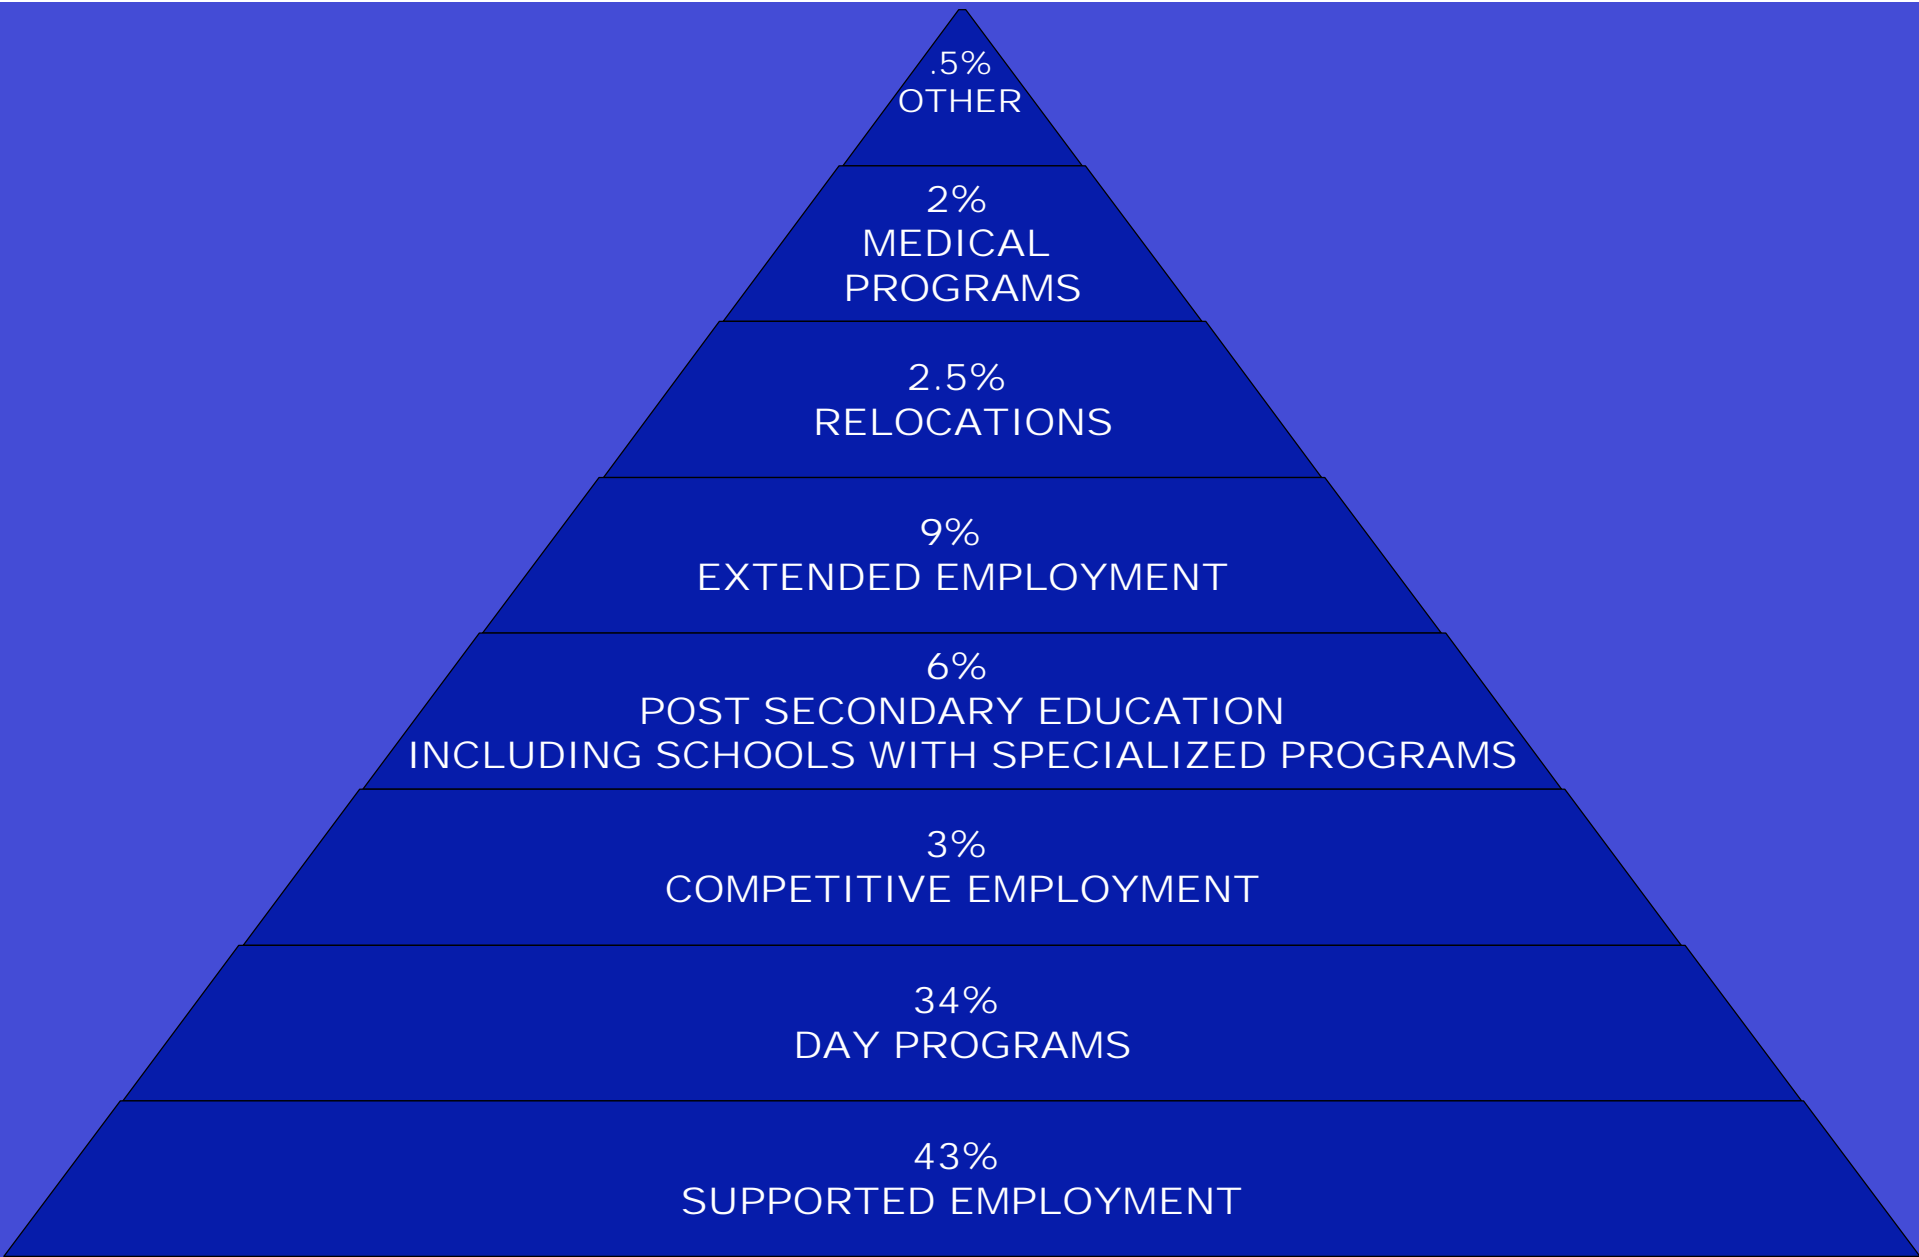 .5%
OTHER
2%
MEDICAL
PROGRAMS
2.5%
RELOCATIONS
9%
EXTENDED EMPLOYMENT
6%
POST SECONDARY EDUCATION
INCLUDING SCHOOLS WITH SPECIALIZED PROGRAMS
3%
COMPETITIVE EMPLOYMENT
34%
DAY PROGRAMS
43%
SUPPORTED EMPLOYMENT